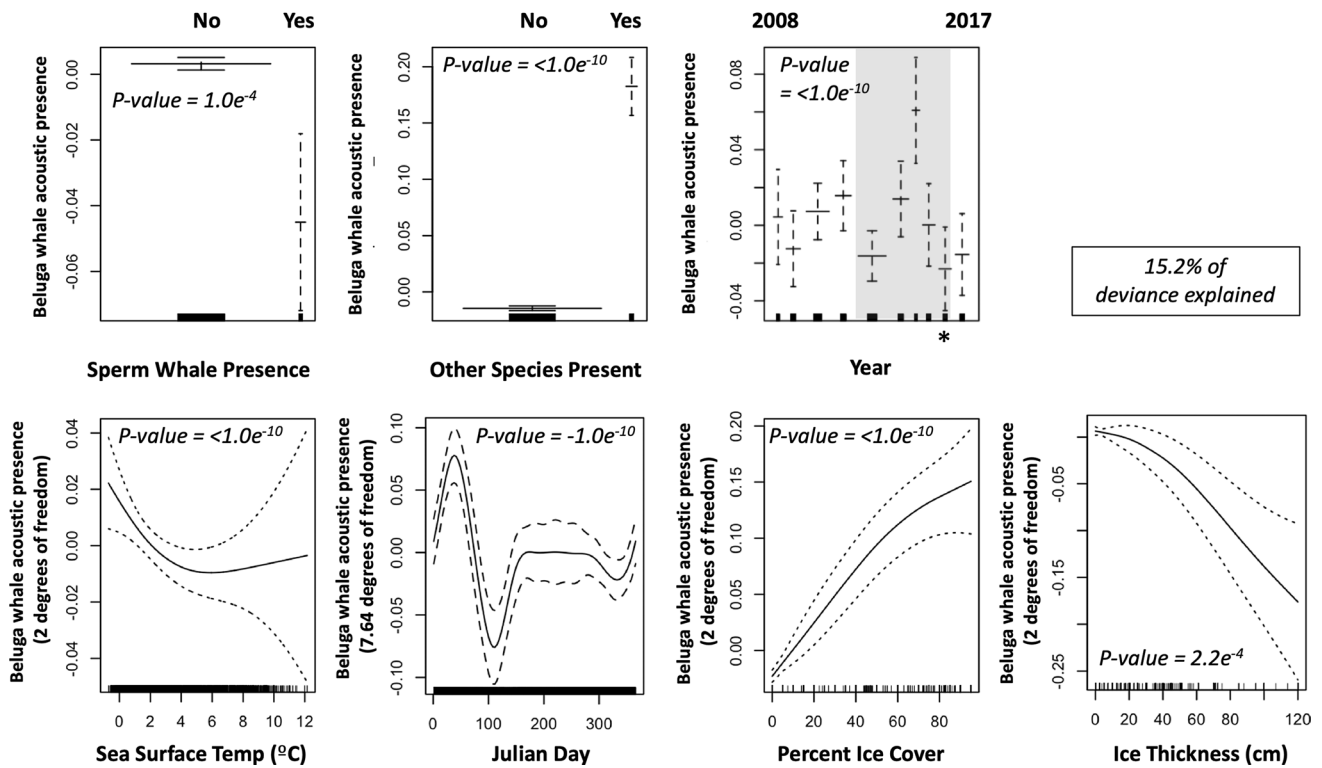 No Yes
No Yes
2008 2017
Beluga whale acoustic presence
0.00
-0.02
-0.04
-0.06
P-value = 1.0e-4
Sperm Whale Presence
Beluga whale acoustic presence
0.20
0.15
0.10
0.05
0.00
P-value = <1.0e-10
Other Species Present
Beluga whale acoustic presence
0.08
0.04
0.00
-0.04
P-value
= <1.0e-10
*
Year
15.2% of
deviance explained
Beluga whale acoustic presence
(2 degrees of freedom)
0.04
0.02
0.00
-0.02
-0.04
P-value = <1.0e-10
0 2 4 6 8 10 12
Sea Surface Temp (ºC)
Beluga whale acoustic presence
(7.64 degrees of freedom)
0.10
0.05
0.00
-0.05
-0.10
P-value = -1.0e-10
0 100 200 300
Julian Day
Beluga whale acoustic presence
(2 degrees of freedom)
0.20
0.15
0.10
0.05
0.00
P-value = <1.0e-10
0 20 40 60 80
Percent Ice Cover
Beluga whale acoustic presence
(2 degrees of freedom)
-0.05
-0.15
-0.25
P-value = 2.2e-4
0 20 40 60 80 120
Ice Thickness (cm)